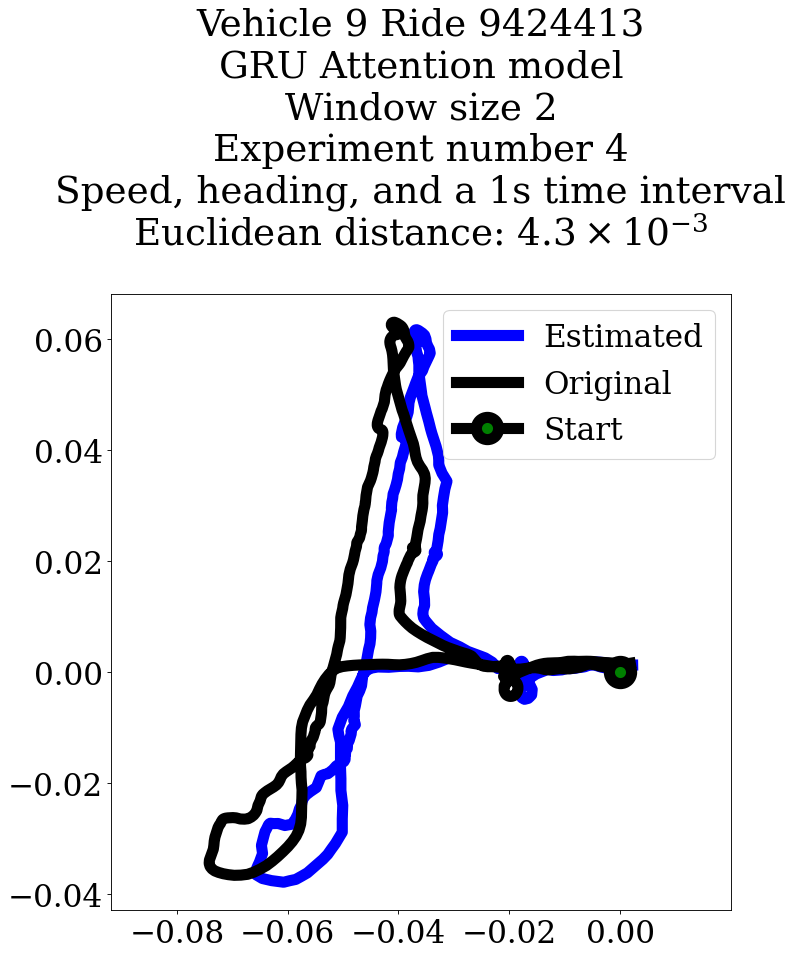 Vehicle 9 Ride 9424413
GRU Attention model
Window size 2
Experiment number 4
Speed, heading, and a 1s time interval
Euclidean distance: 4.3 × 10⁻³
Estimated
Original
Start
0.06
0.04
0.02
0.00
−0.02
−0.04
−0.08 −0.06 −0.04 −0.02 0.00